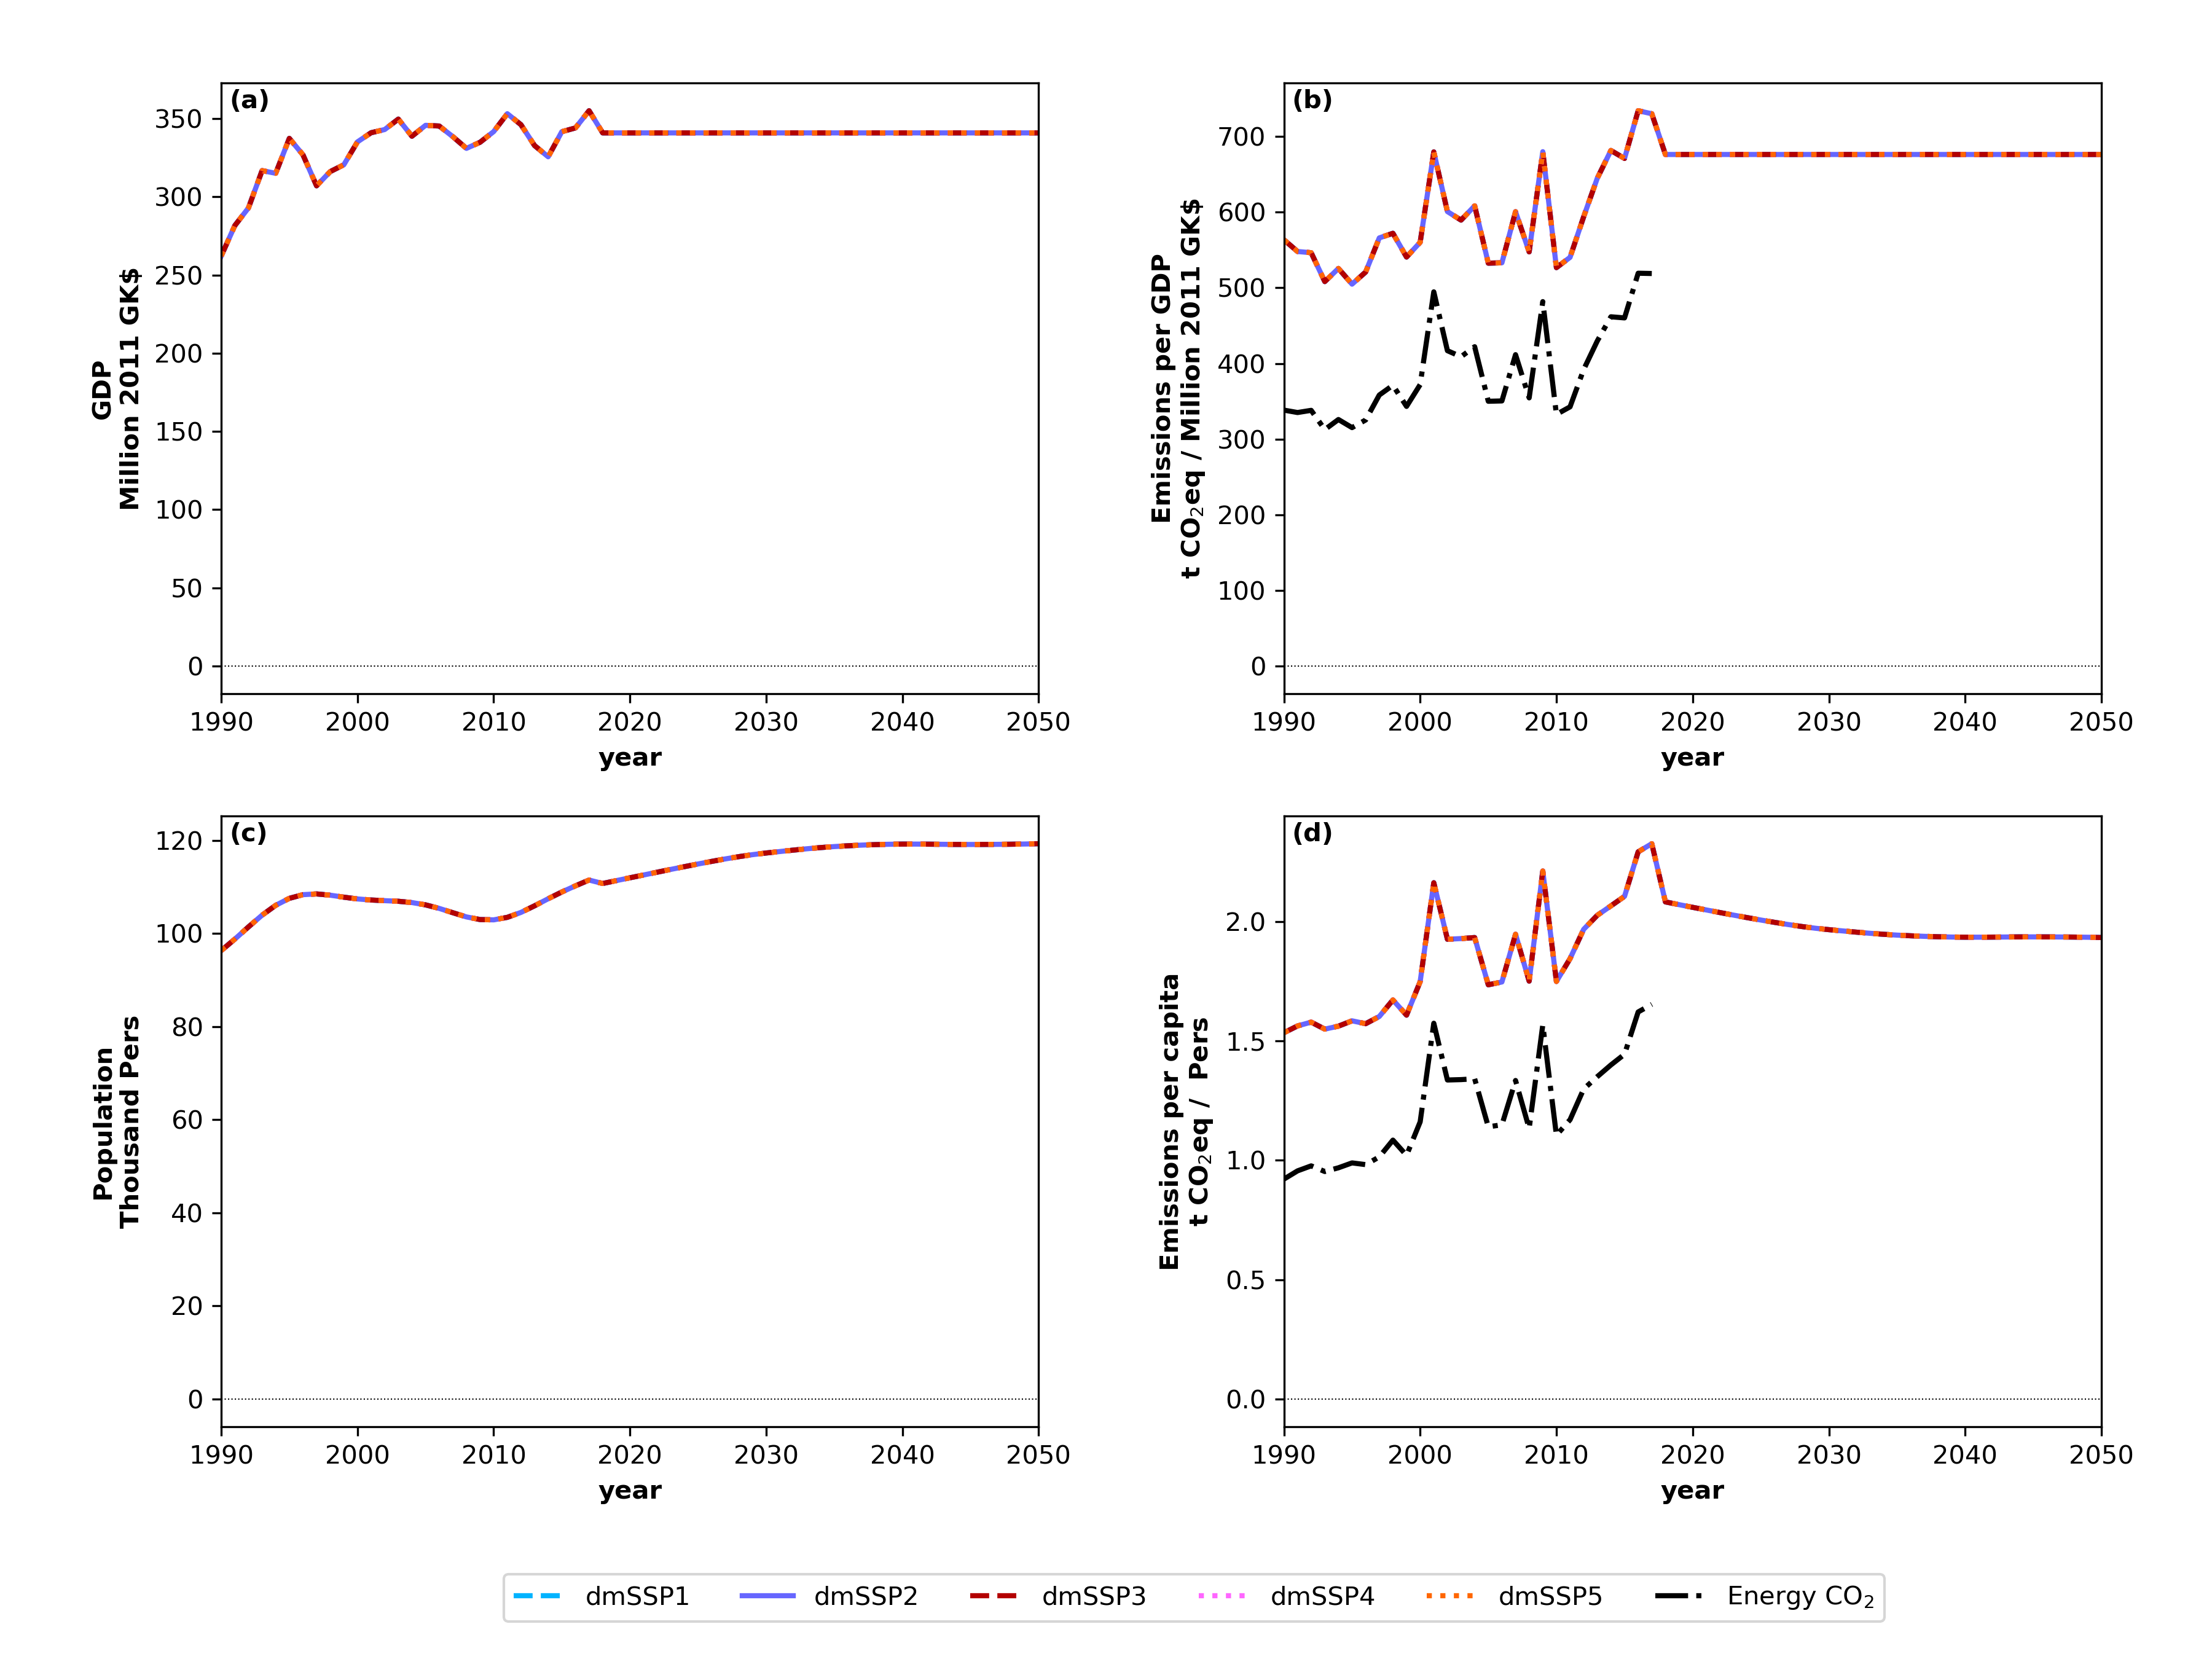 (a)
GDP
Million 2011 GK$
350
300
250
200
150
100
50
0
1990 2000 2010 2020 2030 2040 2050
year
(b)
Emissions per GDP
t CO₂eq / Million 2011 GK$
700
600
500
400
300
200
100
0
1990 2000 2010 2020 2030 2040 2050
year
(c)
Population
Thousand Pers
120
100
80
60
40
20
0
1990 2000 2010 2020 2030 2040 2050
year
(d)
Emissions per capita
t CO₂eq / Pers
2.0
1.5
1.0
0.5
0.0
1990 2000 2010 2020 2030 2040 2050
year
dmSSP1 dmSSP2 dmSSP3 dmSSP4 dmSSP5 Energy CO₂